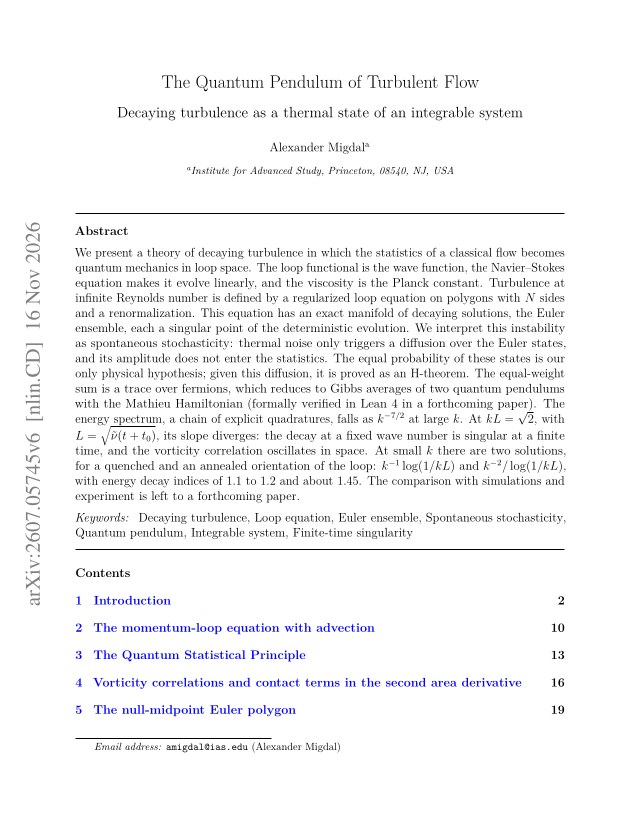 The Quantum Pendulum of Turbulent Flow
Decaying turbulence as a thermal state of an integrable system
Alexander Migdalᵃ
ᵃInstitute for Advanced Study, Princeton, 08540, NJ, USA
arXiv:2607.05745v6 [nlin.CD] 16 Nov 2026
Abstract
We present a theory of decaying turbulence in which the statistics of a classical flow becomes
quantum mechanics in loop space. The loop functional is the wave function, the Navier–Stokes
equation makes it evolve linearly, and the viscosity is the Planck constant. Turbulence at
infinite Reynolds number is defined by a regularized loop equation on polygons with N sides
and a renormalization. This equation has an exact manifold of decaying solutions, the Euler
ensemble, each a singular point of the deterministic evolution. We interpret this instability
as spontaneous stochasticity: thermal noise only triggers a diffusion over the Euler states,
and its amplitude does not enter the statistics. The equal probability of these states is our
only physical hypothesis; given this diffusion, it is proved as an H-theorem. The equal-weight
sum is a trace over fermions, which reduces to Gibbs averages of two quantum pendulums
with the Mathieu Hamiltonian (formally verified in Lean 4 in a forthcoming paper). The
energy spectrum, a chain of explicit quadratures, falls as k⁻⁷/² at large k. At kL = √2, with
L = √ν̃(t + t₀), its slope diverges: the decay at a fixed wave number is singular at a finite
time, and the vorticity correlation oscillates in space. At small k there are two solutions,
for a quenched and an annealed orientation of the loop: k⁻¹ log(1/kL) and k⁻²/ log(1/kL),
with energy decay indices of 1.1 to 1.2 and about 1.45. The comparison with simulations and
experiment is left to a forthcoming paper.
Keywords: Decaying turbulence, Loop equation, Euler ensemble, Spontaneous stochasticity,
Quantum pendulum, Integrable system, Finite-time singularity
Contents
1 Introduction 2
2 The momentum-loop equation with advection 10
3 The Quantum Statistical Principle 13
4 Vorticity correlations and contact terms in the second area derivative 16
5 The null-midpoint Euler polygon 19
Email address: amigdal@ias.edu (Alexander Migdal)